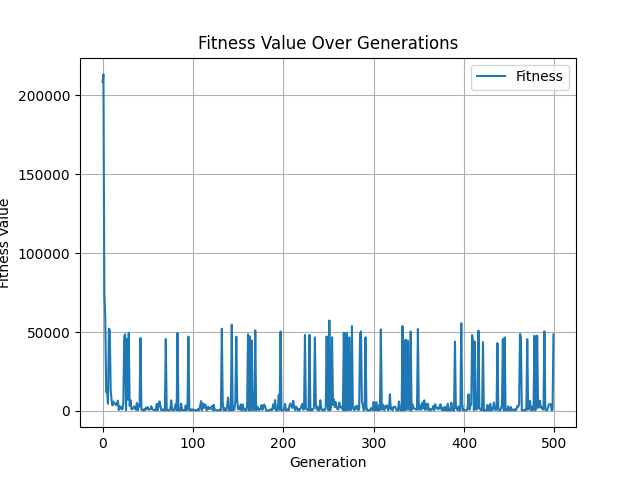 Fitness Value Over Generations
Fitness
Fitness Value
200000
150000
100000
50000
0
0 100 200 300 400 500
Generation